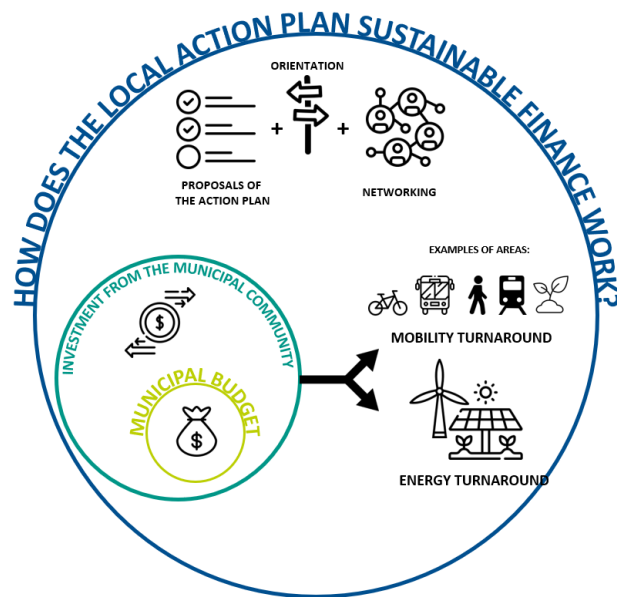 HOW DOES THE LOCAL ACTION PLAN SUSTAINABLE FINANCE WORK?
ORIENTATION
+ +
PROPOSALS OF
THE ACTION PLAN
NETWORKING
EXAMPLES OF AREAS:
INVESTMENT FROM THE MUNICIPAL COMMUNITY
$
MOBILITY TURNAROUND
MUNICIPAL BUDGET
$
ENERGY TURNAROUND